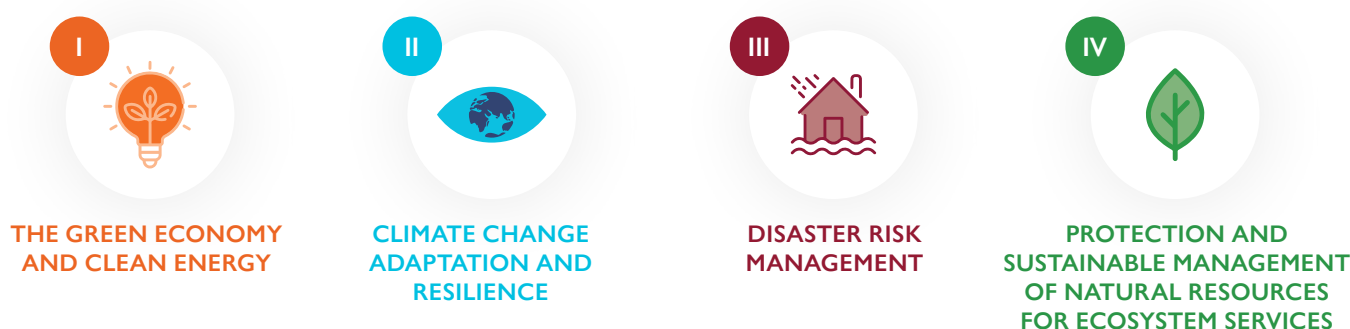 I
THE GREEN ECONOMY
AND CLEAN ENERGY
II
CLIMATE CHANGE
ADAPTATION AND
RESILIENCE
III
DISASTER RISK
MANAGEMENT
IV
PROTECTION AND
SUSTAINABLE MANAGEMENT
OF NATURAL RESOURCES
FOR ECOSYSTEM SERVICES